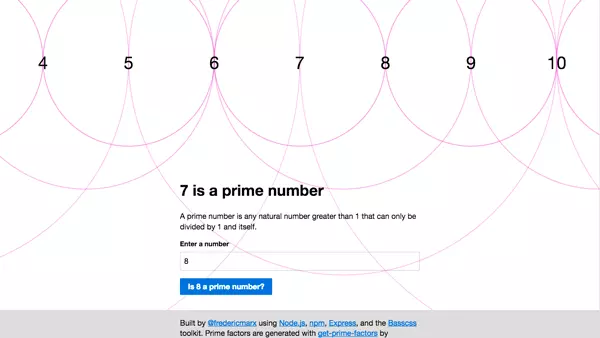 4 5 6 7 8 9 10
7 is a prime number
A prime number is any natural number greater than 1 that can only be
divided by 1 and itself.
Enter a number
8
Is 8 a prime number?
Built by @fredericmarx using Node.js, npm, Express, and the Basscss
toolkit. Prime factors are generated with get-prime-factors by